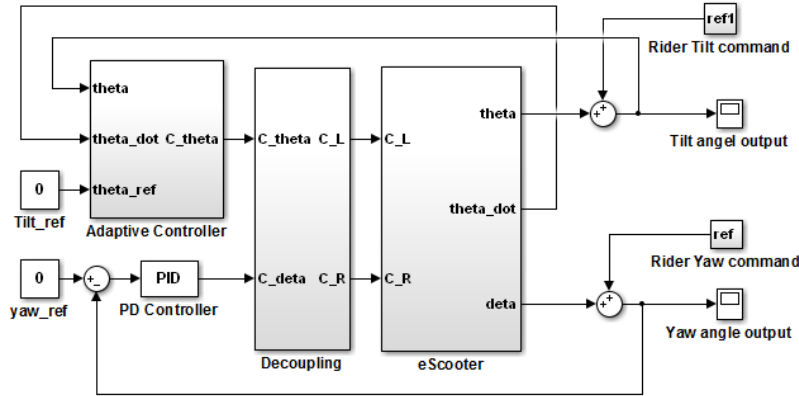 ref1
Rider Tilt command
theta
theta
+
+
Tilt angel output
theta_dot C_theta
C_theta C_L
C_L
0
Tilt_ref
theta_ref
Adaptive Controller
theta_dot
ref
Rider Yaw command
0
yaw_ref
+
_
PID
PD Controller
C_deta C_R
C_R
deta
+
+
Yaw angle output
Decoupling
eScooter